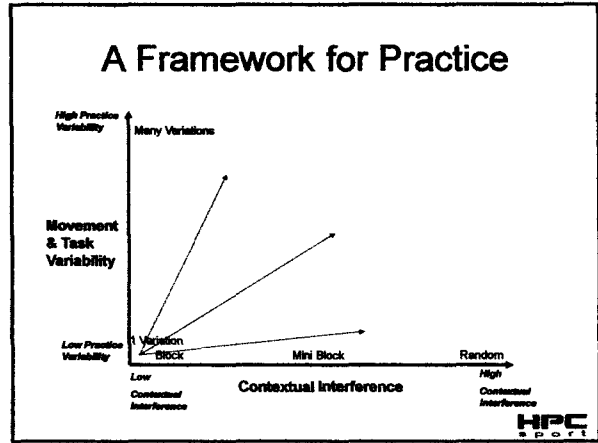 A Framework for Practice
High Practice
Variability
Many Variations
Movement
& Task
Variability
Low Practice
Variability
1 Variation
Block
Mini Block
Random
Low
Contextual
Interference
Contextual Interference
High
Contextual
Interference
HPC
sport